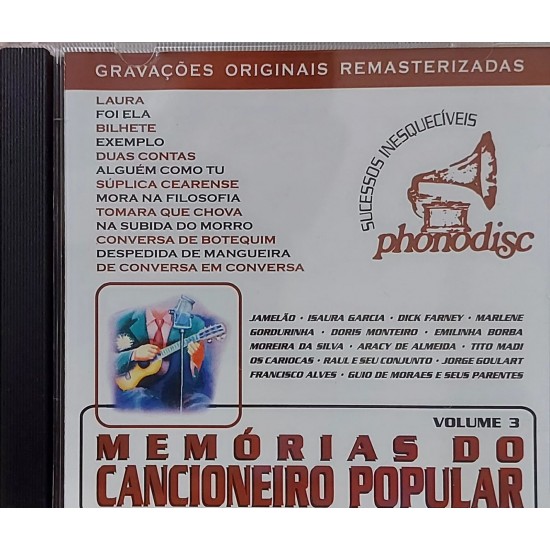 GRAVAÇÕES ORIGINAIS REMASTERIZADAS
LAURA
FOI ELA
BILHETE
EXEMPLO
DUAS CONTAS
ALGUÉM COMO TU
SÚPLICA CEARENSE
MORA NA FILOSOFIA
TOMARA QUE CHOVA
NA SUBIDA DO MORRO
CONVERSA DE BOTEQUIM
DESPEDIDA DE MANGUEIRA
DE CONVERSA EM CONVERSA
SUCESSOS INESQUECÍVEIS
phonodisc
JAMELÃO · ISAURA GARCIA · DICK FARNEY · MARLENE
GORDURINHA · DORIS MONTEIRO · EMILINHA BORBA
MOREIRA DA SILVA · ARACY DE ALMEIDA · TITO MADI
OS CARIOCAS · RAUL E SEU CONJUNTO · JORGE GOULART
FRANCISCO ALVES · GUIO DE MORAES E SEUS PARENTES
VOLUME 3
MEMÓRIAS DO
CANCIONEIRO POPULAR